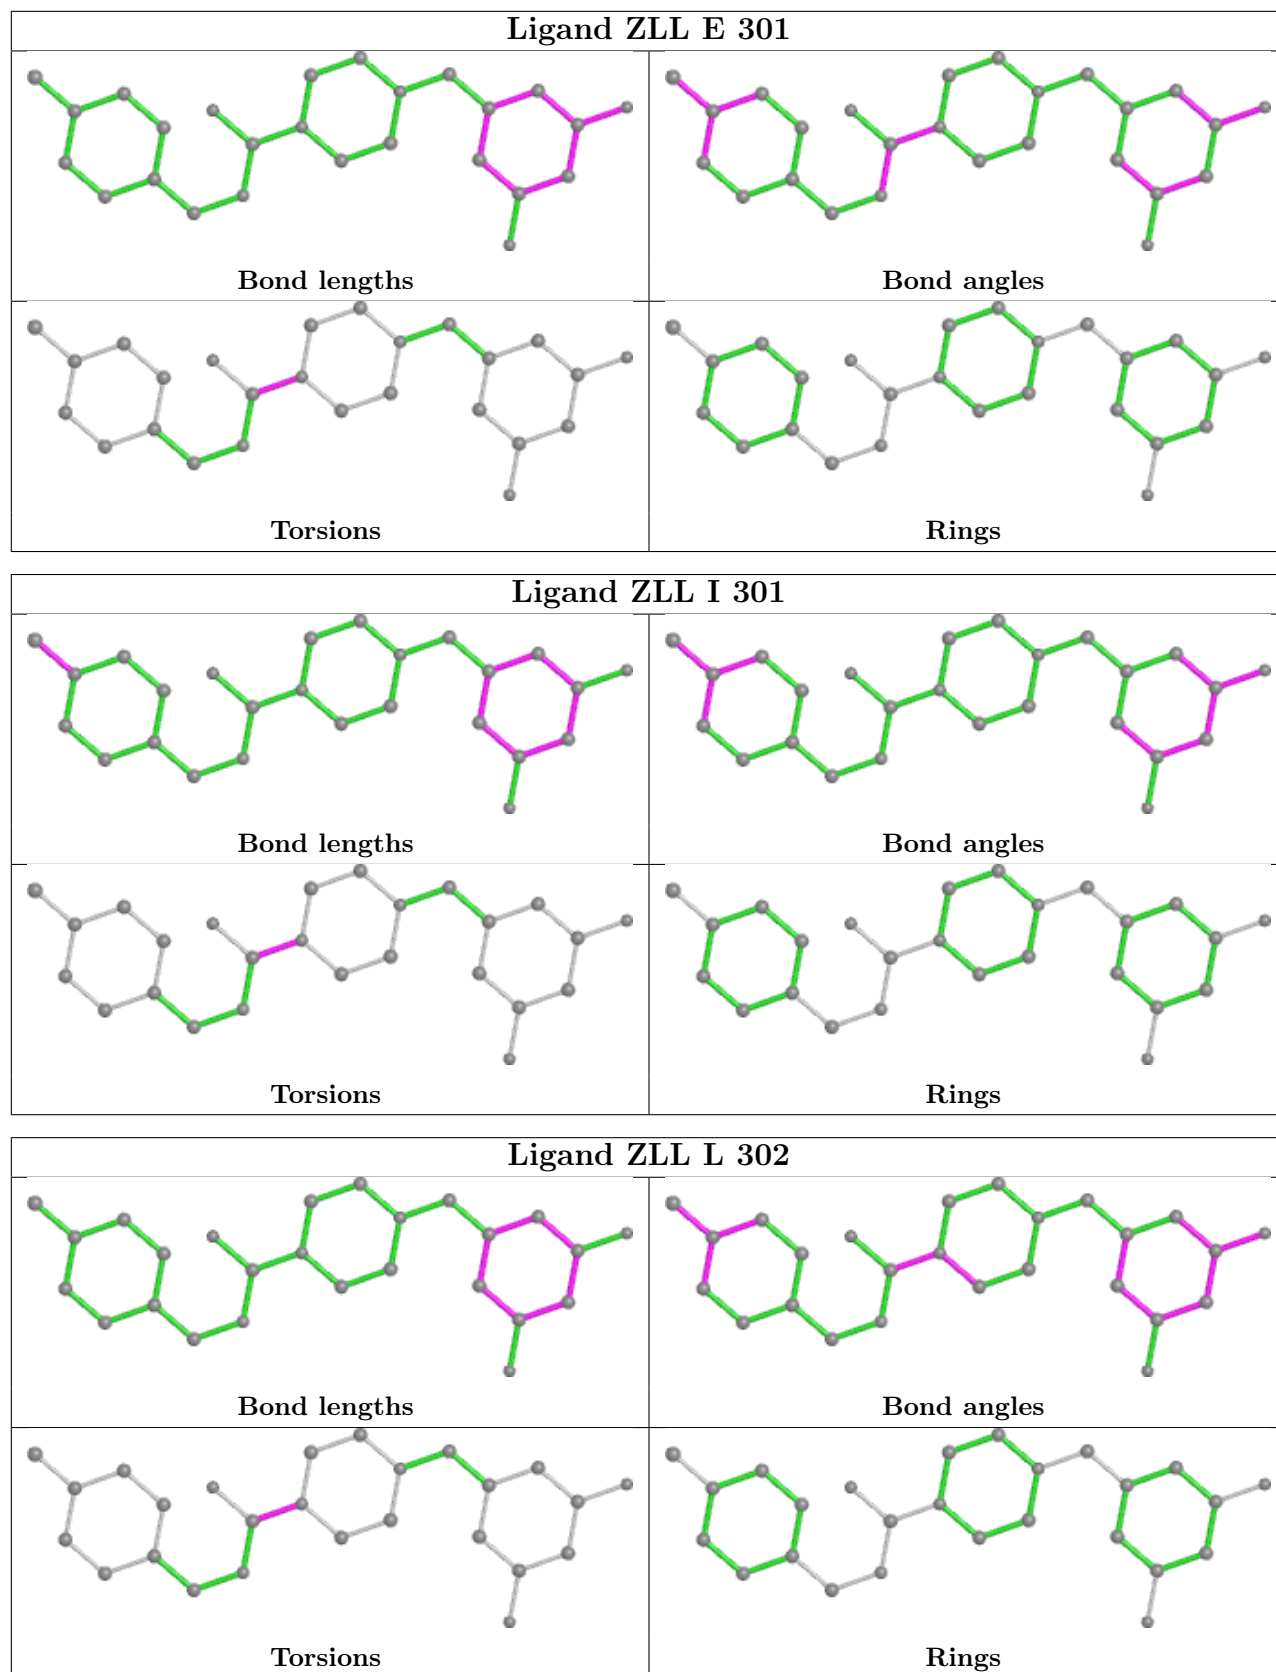 Ligand ZLL E 301
Bond lengths
Bond angles
Torsions
Rings
Ligand ZLL I 301
Bond lengths
Bond angles
Torsions
Rings
Ligand ZLL L 302
Bond lengths
Bond angles
Torsions
Rings